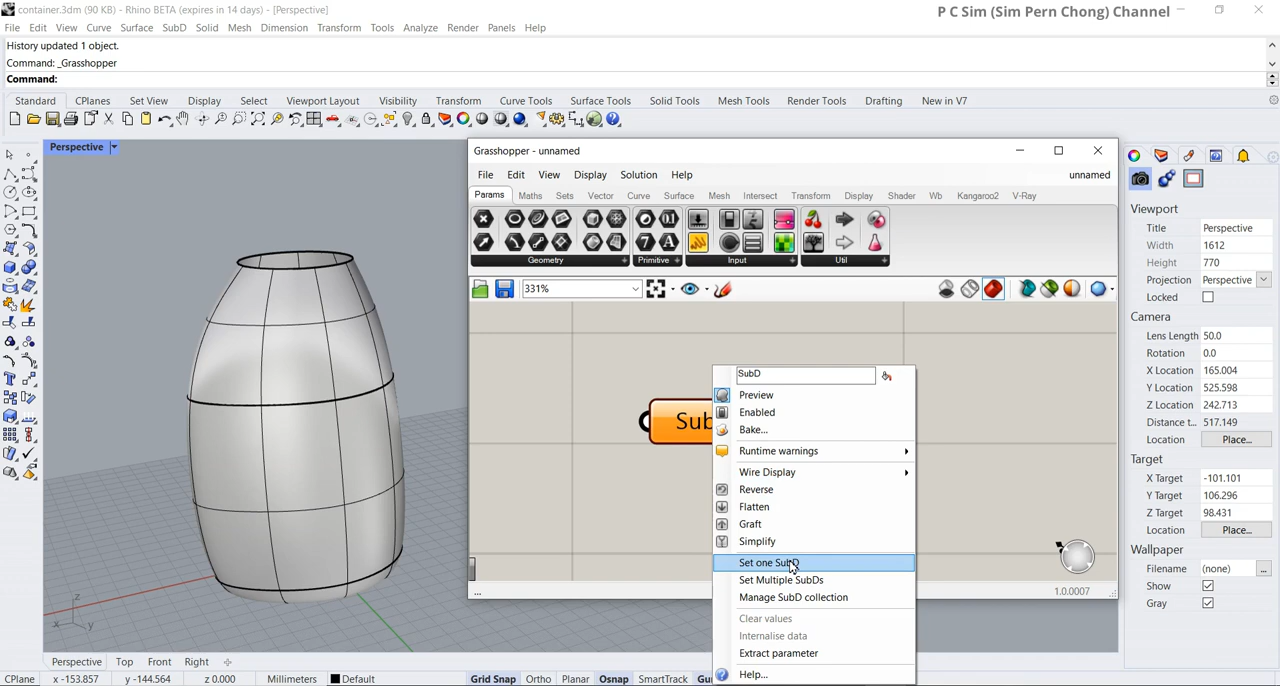 container.3dm (90 KB) - Rhino BETA (expires in 14 days) - [Perspective]
P C Sim (Sim Pern Chong) Channel
File Edit View Curve Surface SubD Solid Mesh Dimension Transform Tools Analyze Render Panels Help
History updated 1 object.
Command: _Grasshopper
Command:
Standard CPlanes Set View Display Select Viewport Layout Visibility Transform Curve Tools Surface Tools Solid Tools Mesh Tools Render Tools Drafting New in V7
Perspective
Grasshopper - unnamed
File Edit View Display Solution Help unnamed
Params Maths Sets Vector Curve Surface Mesh Intersect Transform Display Shader Wb Kangaroo2 V-Ray
Geometry Primitive Input Util
331%
SubD
Preview
Enabled
Bake...
Runtime warnings
Wire Display
Reverse
Flatten
Graft
Simplify
Set one SubD
Set Multiple SubDs
Manage SubD collection
Clear values
Internalise data
Extract parameter
Help...
...
1.0.0007
Viewport
Title Perspective
Width 1612
Height 770
Projection Perspective
Locked
Camera
Lens Length 50.0
Rotation 0.0
X Location 165.004
Y Location 525.598
Z Location 242.713
Distance t... 517.149
Location Place...
Target
X Target -101.101
Y Target 106.296
Z Target 98.431
Location Place...
Wallpaper
Filename (none) ...
Show
Gray
z
x y
Perspective Top Front Right
CPlane x -153.857 y -144.564 z 0.000 Millimeters Default Grid Snap Ortho Planar Osnap SmartTrack